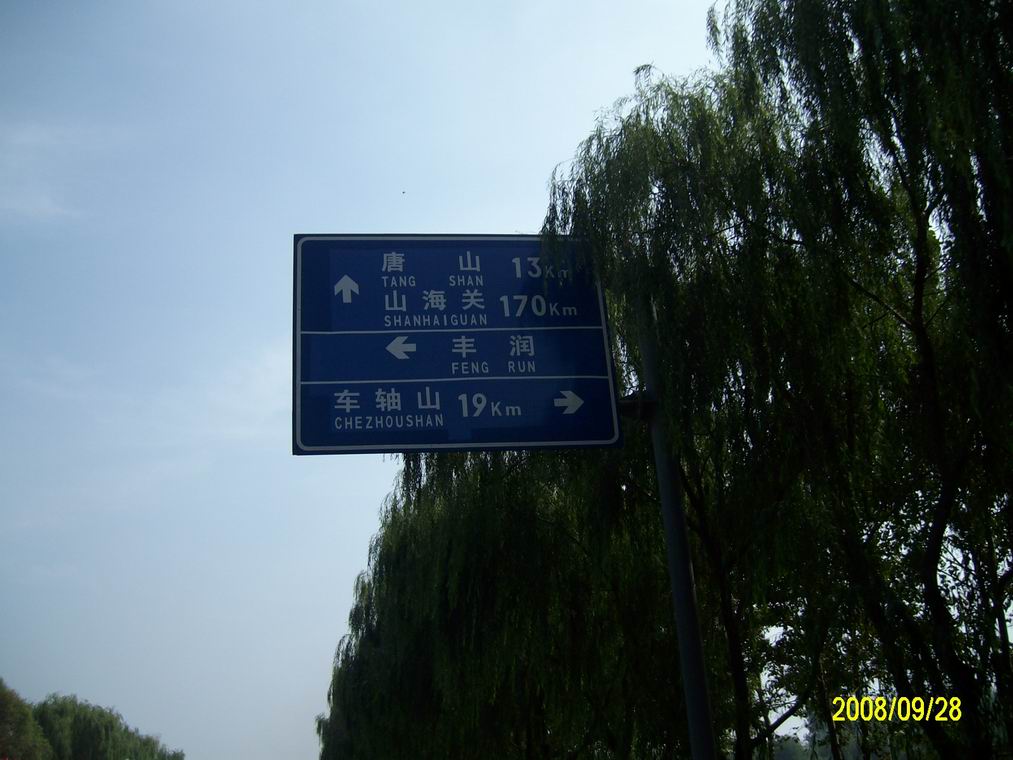 唐 山 13Km
TANG SHAN
山海关 170Km
SHANHAIGUAN
丰 润
FENG RUN
车轴山 19Km
CHEZHOUSHAN
2008/09/28